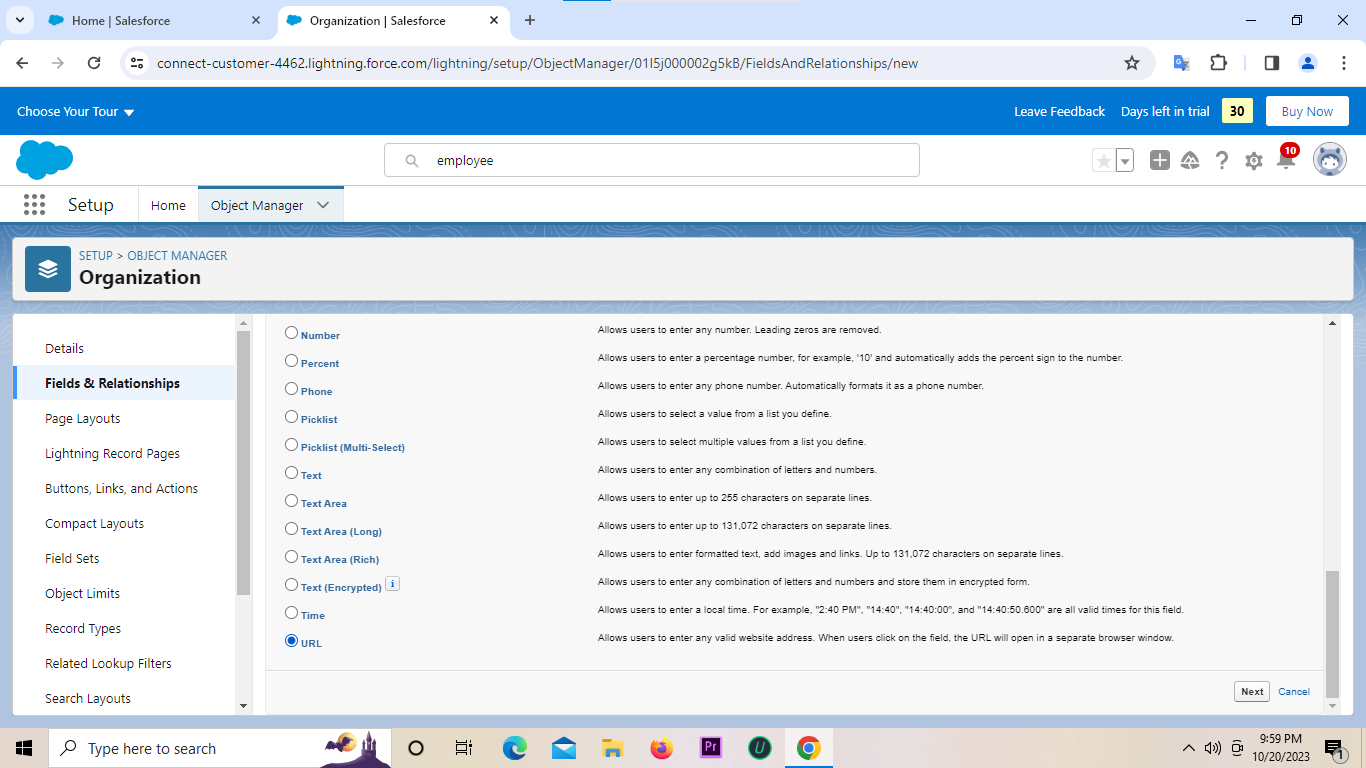 Home | Salesforce
Organization | Salesforce
connect-customer-4462.lightning.force.com/lightning/setup/ObjectManager/01I5j000002g5kB/FieldsAndRelationships/new
Choose Your Tour
Leave Feedback
Days left in trial
30
Buy Now
employee
10
Setup
Home
Object Manager
SETUP > OBJECT MANAGER
Organization
Details
Fields & Relationships
Page Layouts
Lightning Record Pages
Buttons, Links, and Actions
Compact Layouts
Field Sets
Object Limits
Record Types
Related Lookup Filters
Search Layouts
Number Allows users to enter any number. Leading zeros are removed.
Percent Allows users to enter a percentage number, for example, '10' and automatically adds the percent sign to the number.
Phone Allows users to enter any phone number. Automatically formats it as a phone number.
Picklist Allows users to select a value from a list you define.
Picklist (Multi-Select) Allows users to select multiple values from a list you define.
Text Allows users to enter any combination of letters and numbers.
Text Area Allows users to enter up to 255 characters on separate lines.
Text Area (Long) Allows users to enter up to 131,072 characters on separate lines.
Text Area (Rich) Allows users to enter formatted text, add images and links. Up to 131,072 characters on separate lines.
Text (Encrypted) i Allows users to enter any combination of letters and numbers and store them in encrypted form.
Time Allows users to enter a local time. For example, "2:40 PM", "14:40", "14:40:00", and "14:40:50.600" are all valid times for this field.
URL Allows users to enter any valid website address. When users click on the field, the URL will open in a separate browser window.
Next
Cancel
Type here to search
Pr
U
9:59 PM
10/20/2023
1